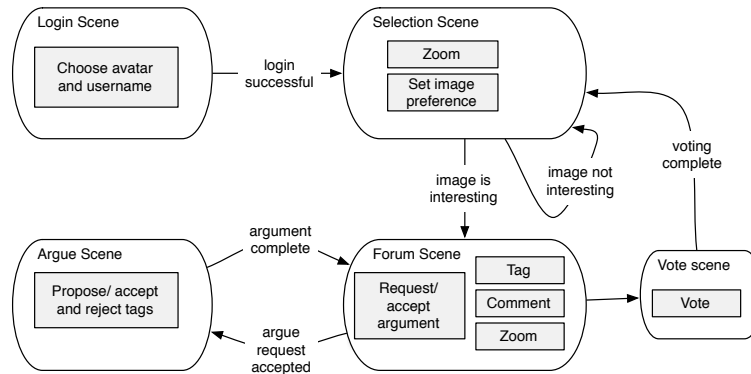 Login Scene
Choose avatar
and username
login
successful
Selection Scene
Zoom
Set image
preference
image is
interesting
image not
interesting
voting
complete
Argue Scene
Propose/ accept
and reject tags
argument
complete
argue
request
accepted
Forum Scene
Request/
accept
argument
Tag
Comment
Zoom
Vote scene
Vote